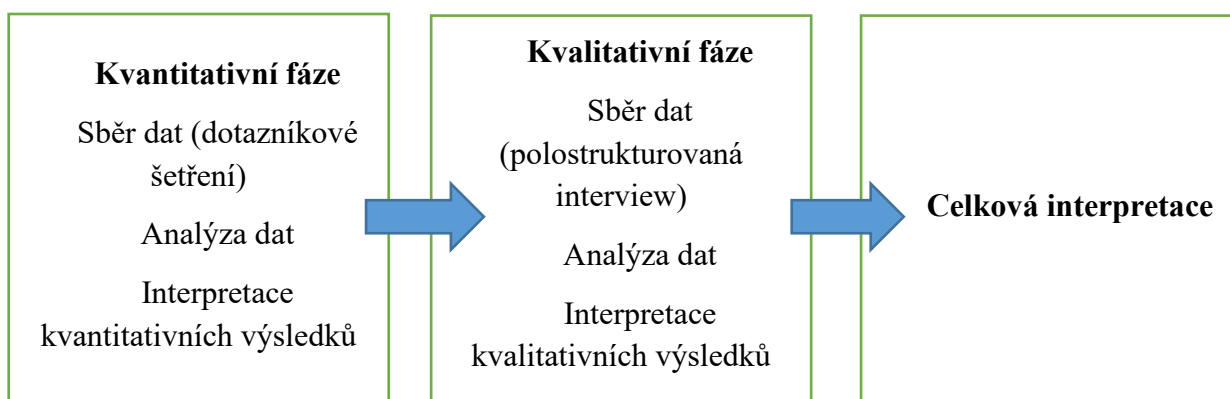 Kvantitativní fáze
Sběr dat (dotazníkové
šetření)
Analýza dat
Interpretace
kvantitativních výsledků
Kvalitativní fáze
Sběr dat
(polostrukturovaná
interview)
Analýza dat
Interpretace
kvalitativních výsledků
Celková interpretace